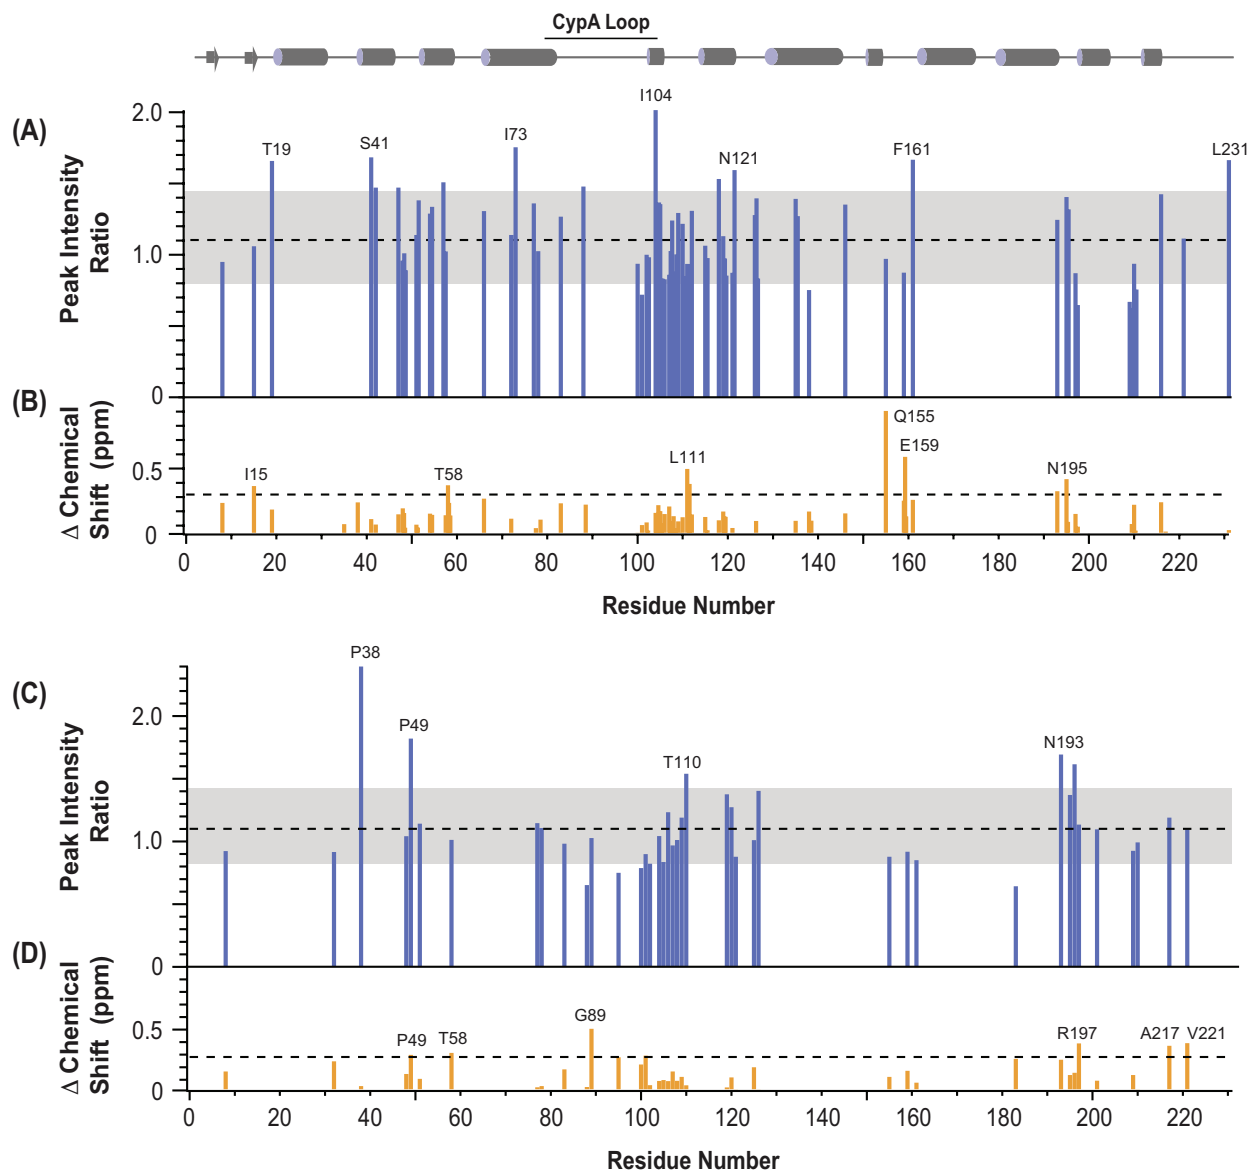 CypA Loop
(A)
Peak Intensity
Ratio
2.0
1.0
0
T19
S41
I73
I104
N121
F161
L231
(B)
Δ Chemical
Shift (ppm)
0.5
0
I15
T58
L111
Q155
E159
N195
0 20 40 60 80 100 120 140 160 180 200 220
Residue Number
(C)
Peak Intensity
Ratio
2.0
1.0
0
P38
P49
T110
N193
(D)
Δ Chemical
Shift (ppm)
0.5
0
P49
T58
G89
R197
A217
V221
0 20 40 60 80 100 120 140 160 180 200 220
Residue Number